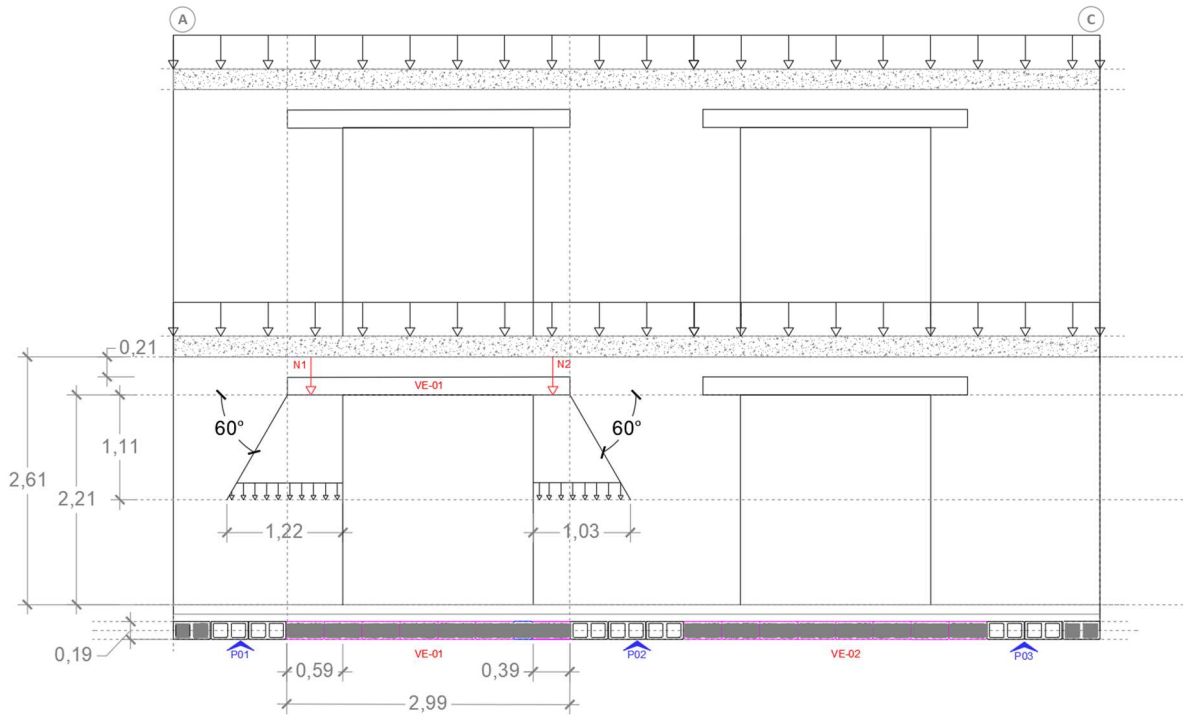 A
C
0,21
N1
N2
VE-01
60°
60°
1,11
2,61
2,21
1,22
1,03
0,19
P01
VE-01
P02
VE-02
P03
0,59
0,39
2,99